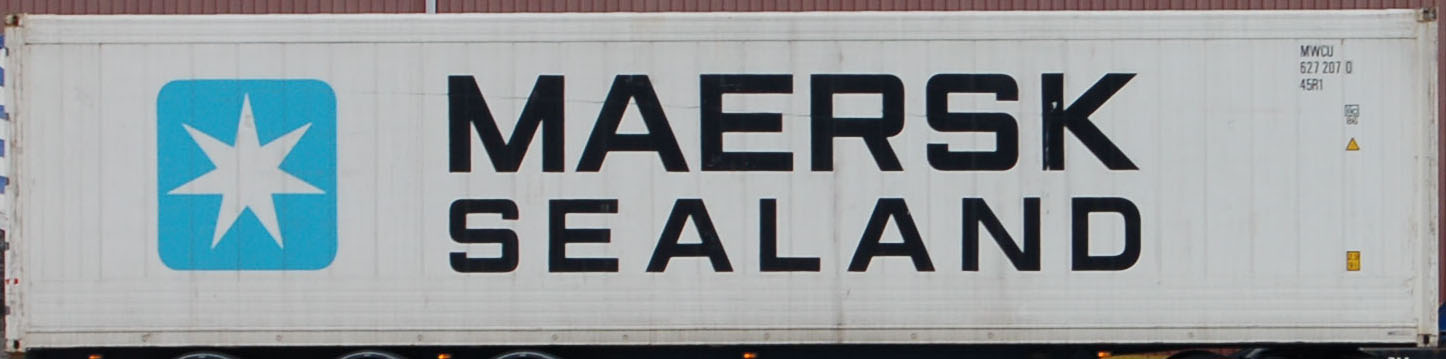 MAERSK
SEALAND
MWCU
627 207 0
45R1